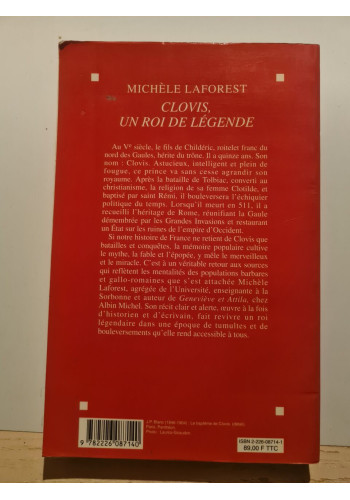 MICHÈLE LAFOREST
CLOVIS,
UN ROI DE LÉGENDE
Au Vᵉ siècle, le fils de Childéric, roitelet franc du
nord des Gaules, hérite du trône. Il a quinze ans. Son
nom : Clovis. Astucieux, intelligent et plein de
fougue, ce prince va sans cesse agrandir son
royaume. Après la bataille de Tolbiac, converti au
christianisme, la religion de sa femme Clotilde, et
baptisé par saint Rémi, il bouleversera l'échiquier
politique du temps. Lorsqu'il meurt en 511, il a
recueilli l'héritage de Rome, réunifiant la Gaule
démembrée par les Grandes Invasions et restaurant
un État sur les ruines de l'empire d'Occident.
Si notre histoire de France ne retient de Clovis que
batailles et conquêtes, la mémoire populaire cultive
le mythe, la fable et l'épopée, y mêle le merveilleux
et le miracle. C'est à un véritable retour aux sources
qui reflètent les mentalités des populations barbares
et gallo-romaines que s'est attachée Michèle
Laforest, agrégée de l'Université, enseignante à la
Sorbonne et auteur de Geneviève et Attila, chez
Albin Michel. Son récit clair et alerte, œuvre à la fois
d'historien et d'écrivain, fait revivre un roi
légendaire dans une époque de tumultes et de
bouleversements qu'elle rend accessible à tous.
Paris, Panthéon.
9 782226 087140
ISBN 2-226-08714-1
89,00 F TTC